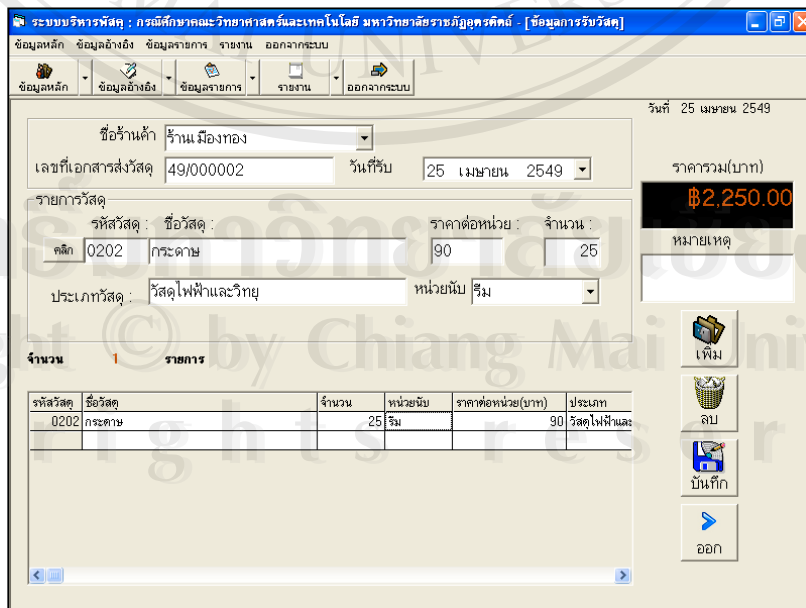 ระบบบริหารพัสดุ : กรณีศึกษาคณะวิทยาศาสตร์และเทคโนโลยี มหาวิทยาลัยราชภัฏอุตรดิตถ์ - [ข้อมูลการรับวัสดุ]
ข้อมูลหลัก ข้อมูลอ้างอิง ข้อมูลรายการ รายงาน ออกจากระบบ
ข้อมูลหลัก ข้อมูลอ้างอิง ข้อมูลรายการ รายงาน ออกจากระบบ
วันที่ 25 เมษายน 2549
ชื่อร้านค้า ร้านเมืองทอง
เลขที่เอกสารส่งวัสดุ 49/000002 วันที่รับ 25 เมษายน 2549
ราคารวม(บาท)
฿2,250.00
รายการวัสดุ
รหัสวัสดุ : ชื่อวัสดุ : ราคาต่อหน่วย : จำนวน :
คลิก 0202 กระดาษ 90 25
หมายเหตุ
ประเภทวัสดุ : วัสดุไฟฟ้าและวิทยุ หน่วยนับ รีม
เพิ่ม
จำนวน 1 รายการ
รหัสวัสดุ ชื่อวัสดุ จำนวน หน่วยนับ ราคาต่อหน่วย(บาท) ประเภท
0202 กระดาษ 25 รีม 90 วัสดุไฟฟ้าและ
ลบ
บันทึก
ออก
by Chiang Mai
rights reser